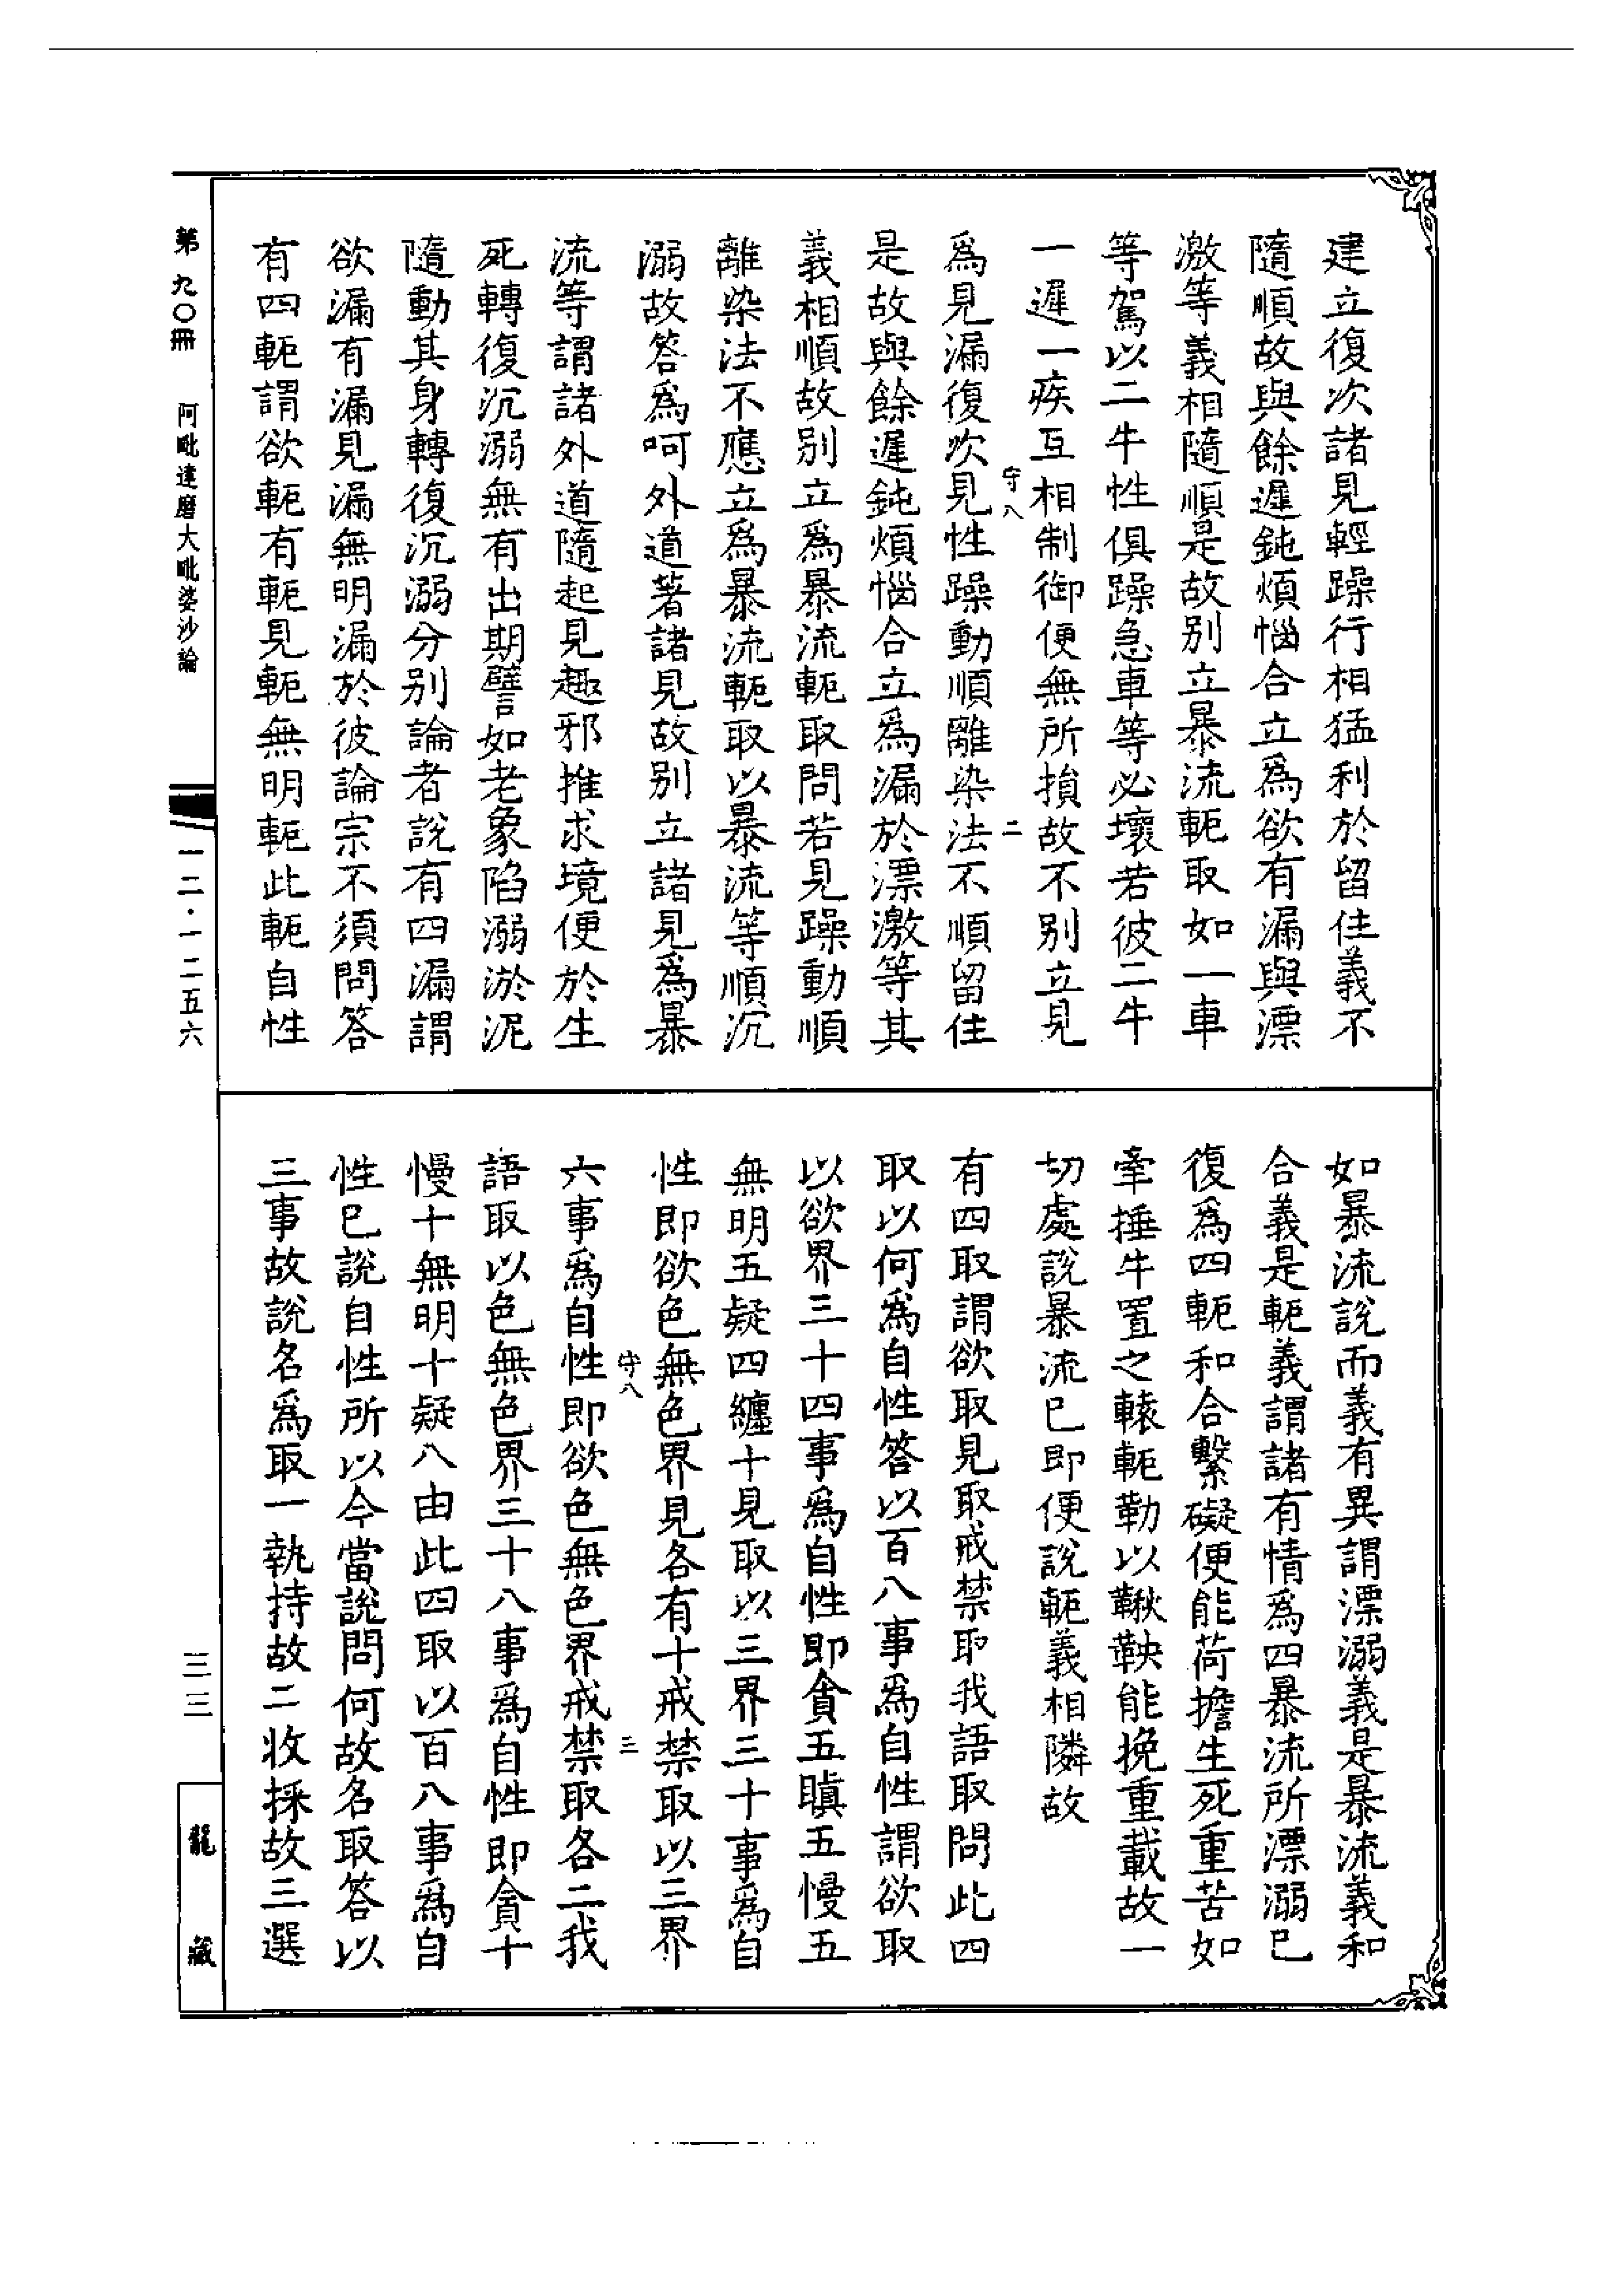 建立復次諸見輕躁行相猛利於留住義不
隨順故與餘遲鈍煩惱合立爲欲有漏與漂
激等義相隨順是故别立暴流軛取如一車
等駕以二牛性俱躁急車等必壞若彼二牛
一遲一疾互相制御便無所損故不别立見
守八
二
爲見漏復次見性躁動順離染法不順留住
是故與餘遲鈍煩惱合立爲漏於漂激等其
義相順故别立爲暴流軛取問若見躁動順
離染法不應立爲暴流軛取以暴流等順沉
溺故答爲呵外道著諸見故别立諸見爲暴
流等謂諸外道隨起見趣邪推求境便於生
死轉復沉溺無有出期譬如老象陷溺淤泥
隨動其身轉復沉溺分别論者說有四漏謂
欲漏有漏見漏無明漏於彼論宗不須問答
有四軛謂欲軛有軛見軛無明軛此軛自性
如暴流說而義有異謂漂溺義是暴流義和
合義是軛義謂諸有情爲四暴流所漂溺已
復爲四軛和合繫礙便能荷擔生死重苦如
牽捶牛置之轅軛勒以鞦鞅能挽重載故一
切處說暴流已即便說軛義相隣故
有四取謂欲取見取戒禁取我語取問此四
取以何爲自性答以百八事爲自性謂欲取
以欲界三十四事爲自性即貪五瞋五慢五
無明五疑四纏十見取以三界三十事爲自
性即欲色無色界見各有十戒禁取以三界
守八
三
六事爲自性即欲色無色界戒禁取各二我
語取以色無色界三十八事爲自性即貪十
慢十無明十疑八由此四取以百八事爲自
性已說自性所以今當說問何故名取答以
三事故說名爲取一執持故二收採故三選
第九〇冊
阿毗達磨大毗婆沙論
一二·一二五六
三三
龍藏